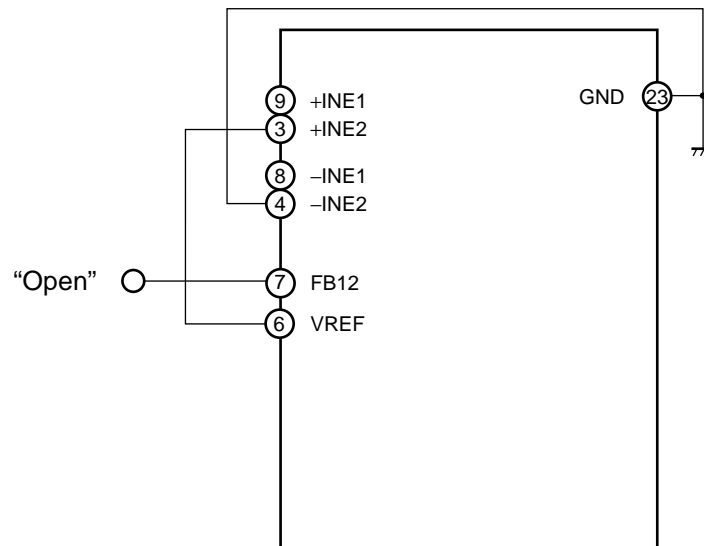 9 +INE1
GND 23
3 +INE2
8 –INE1
4 –INE2
“Open”
7 FB12
6 VREF